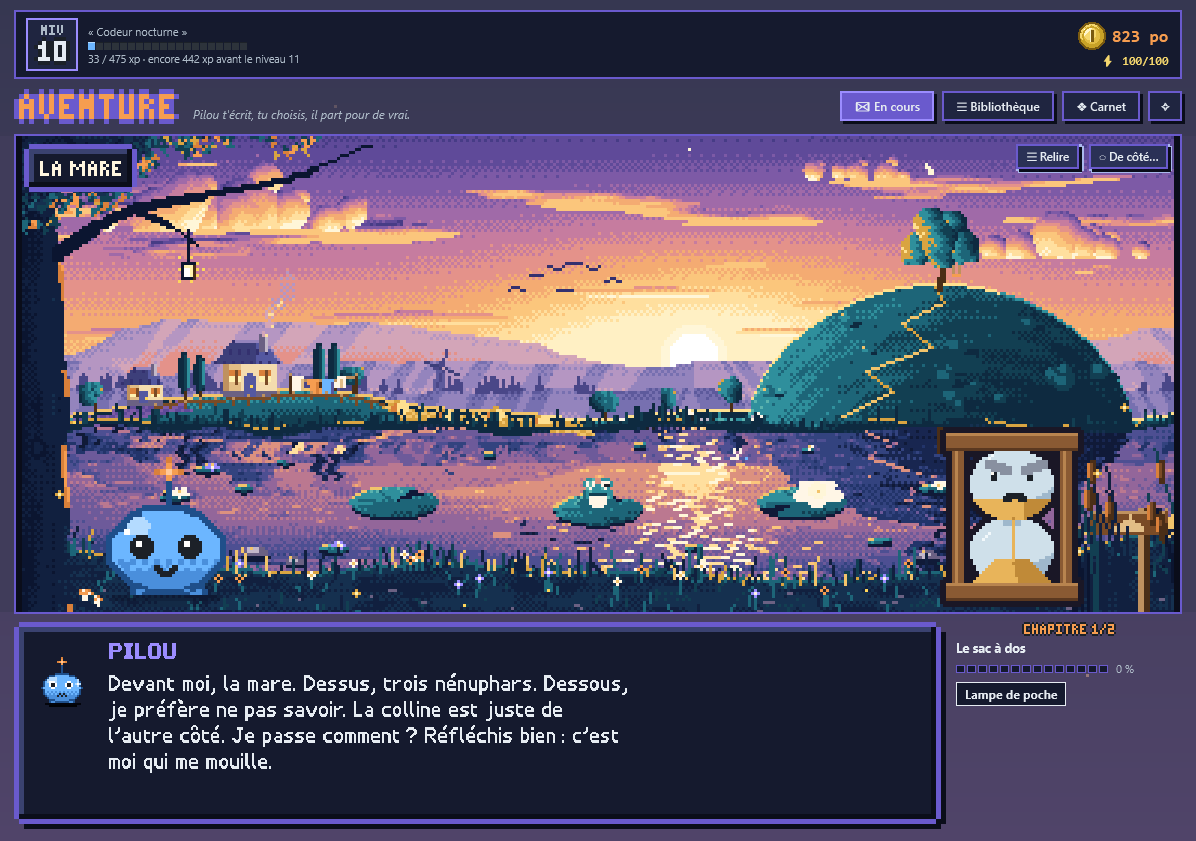 NIV
10
« Codeur nocturne »
33 / 475 xp · encore 442 xp avant le niveau 11
823 po
100/100
AVENTURE
Pilou t'écrit, tu choisis, il part pour de vrai.
En cours
Bibliothèque
Carnet
LA MARE
Relire
De côté...
PILOU
Devant moi, la mare. Dessus, trois nénuphars. Dessous,
je préfère ne pas savoir. La colline est juste de
l'autre côté. Je passe comment ? Réfléchis bien : c'est
moi qui me mouille.
CHAPITRE 1/2
Le sac à dos
0 %
Lampe de poche